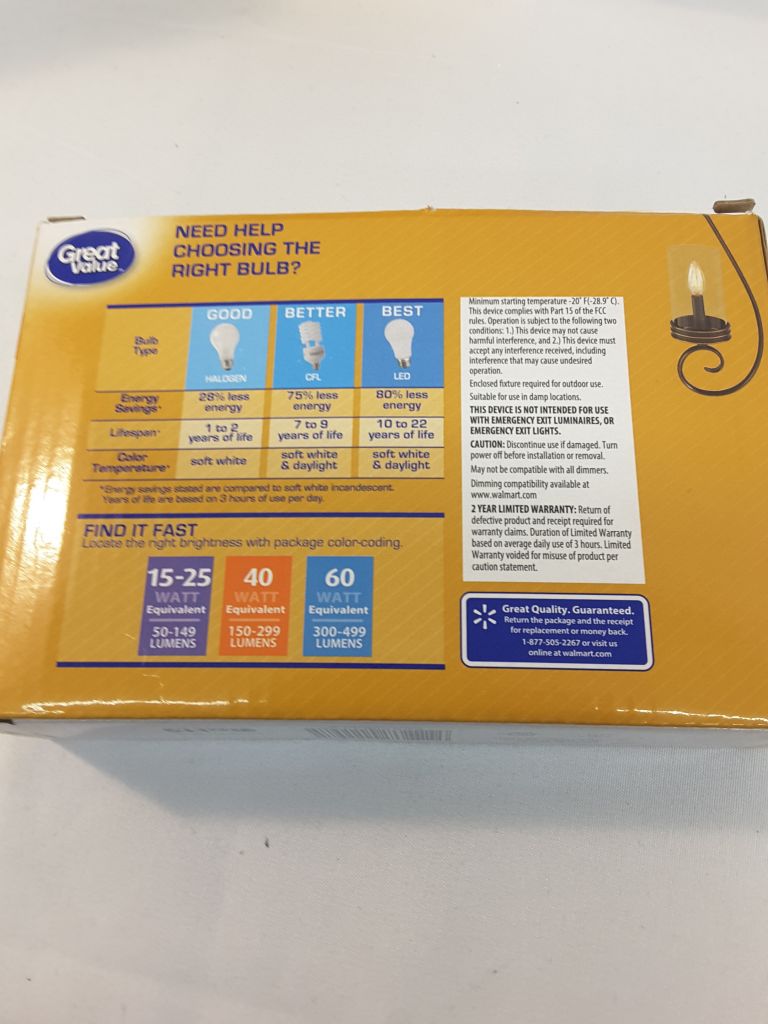 Great
Value™
NEED HELP
CHOOSING THE
RIGHT BULB?
GOOD BETTER BEST
Bulb
Type
HALOGEN CFL LED
Energy
Savings*
28% less
energy
75% less
energy
80% less
energy
Lifespan*
1 to 2
years of life
7 to 9
years of life
10 to 22
years of life
Color
Temperature*
soft white
soft white
& daylight
soft white
& daylight
*Energy savings stated are compared to soft white incandescent.
Years of life are based on 3 hours of use per day.
FIND IT FAST
Locate the right brightness with package color-coding.
15-25
WATT
Equivalent
50-149
LUMENS
40
WATT
Equivalent
150-299
LUMENS
60
WATT
Equivalent
300-499
LUMENS
Minimum starting temperature -20° F(-28.9° C).
This device complies with Part 15 of the FCC
rules. Operation is subject to the following two
conditions: 1.) This device may not cause
harmful interference, and 2.) This device must
accept any interference received, including
interference that may cause undesired
operation.
Enclosed fixture required for outdoor use.
Suitable for use in damp locations.
THIS DEVICE IS NOT INTENDED FOR USE
WITH EMERGENCY EXIT LUMINAIRES, OR
EMERGENCY EXIT LIGHTS.
CAUTION: Discontinue use if damaged. Turn
power off before installation or removal.
May not be compatible with all dimmers.
Dimming compatibility available at
www.walmart.com
2 YEAR LIMITED WARRANTY: Return of
defective product and receipt required for
warranty claims. Duration of Limited Warranty
based on average daily use of 3 hours. Limited
Warranty voided for misuse of product per
caution statement.
Great Quality. Guaranteed.
Return the package and the receipt
for replacement or money back.
1-877-505-2267 or visit us
online at walmart.com